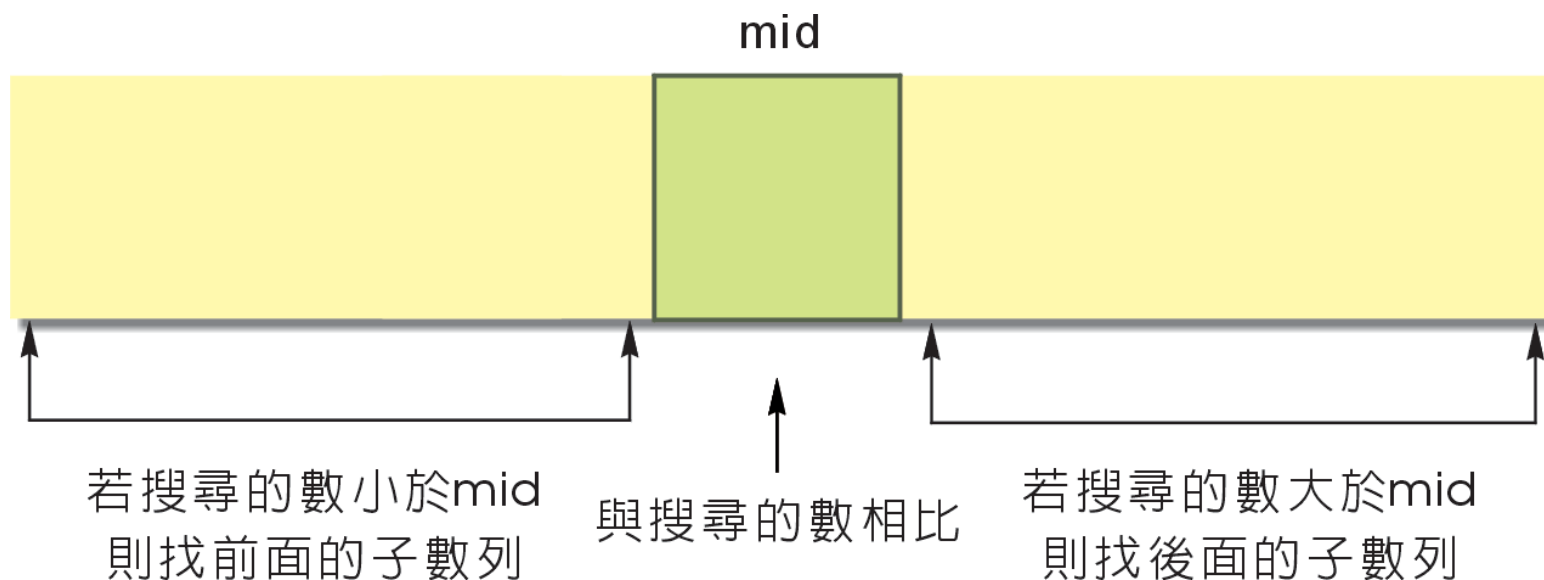 mid
若搜尋的數小於mid
則找前面的子數列
與搜尋的數相比
若搜尋的數大於mid
則找後面的子數列